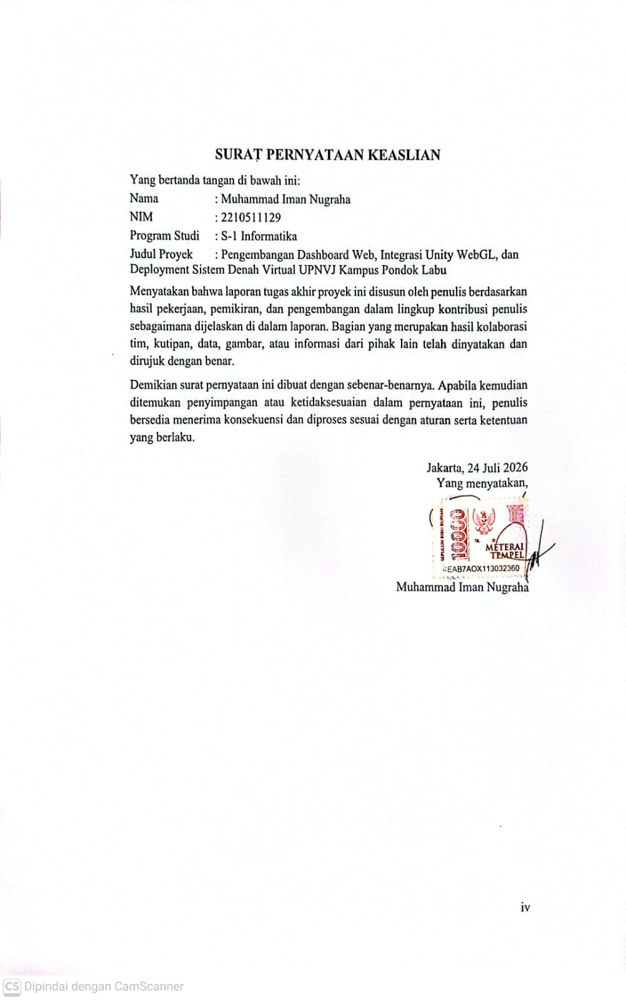 SURAT PERNYATAAN KEASLIAN
Yang bertanda tangan di bawah ini:
Nama : Muhammad Iman Nugraha
NIM : 2210511129
Program Studi : S-1 Informatika
Judul Proyek : Pengembangan Dashboard Web, Integrasi Unity WebGL, dan
Deployment Sistem Denah Virtual UPNVJ Kampus Pondok Labu
Menyatakan bahwa laporan tugas akhir proyek ini disusun oleh penulis berdasarkan
hasil pekerjaan, pemikiran, dan pengembangan dalam lingkup kontribusi penulis
sebagaimana dijelaskan di dalam laporan. Bagian yang merupakan hasil kolaborasi
tim, kutipan, data, gambar, atau informasi dari pihak lain telah dinyatakan dan
dirujuk dengan benar.
Demikian surat pernyataan ini dibuat dengan sebenar-benarnya. Apabila kemudian
ditemukan penyimpangan atau ketidaksesuaian dalam pernyataan ini, penulis
bersedia menerima konsekuensi dan diproses sesuai dengan aturan serta ketentuan
yang berlaku.
Jakarta, 24 Juli 2026
Yang menyatakan,
SEPULUH RIBU RUPIAH
10000
METERAI
TEMPEL
EAB7AOX113032360
Muhammad Iman Nugraha
iv
CS Dipindai dengan CamScanner